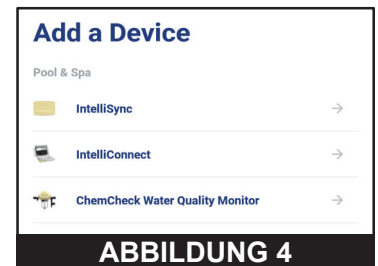 Add a Device
Pool & Spa
IntelliSync
IntelliConnect
ChemCheck Water Quality Monitor
ABBILDUNG 4